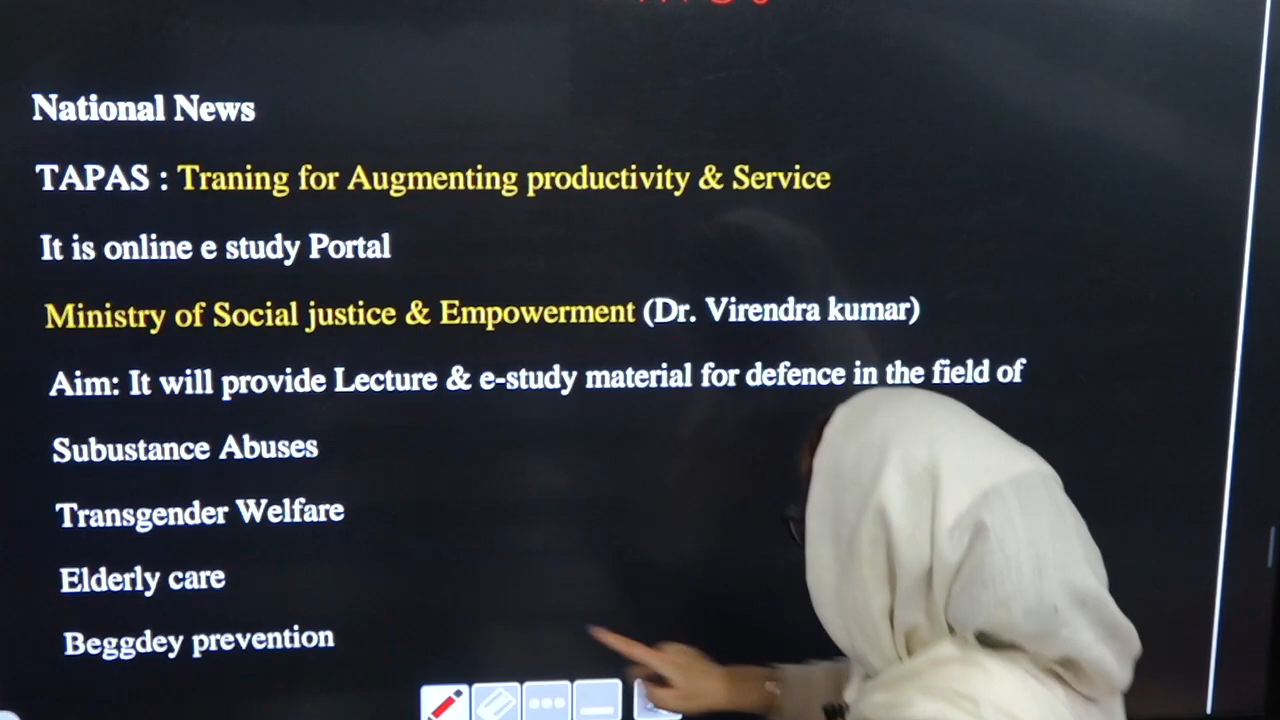 National News
TAPAS : Traning for Augmenting productivity & Service
It is online e study Portal
Ministry of Social justice & Empowerment (Dr. Virendra kumar)
Aim: It will provide Lecture & e-study material for defence in the field of
Subustance Abuses
Transgender Welfare
Elderly care
Beggdey prevention